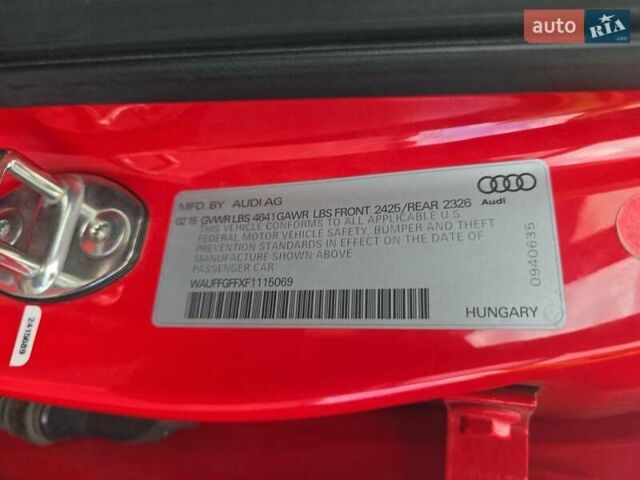 auto RIA
.com
MFD. BY AUDI AG
02.15 GVWR LBS 4641 GAWR LBS FRONT 2425/REAR 2326
THIS VEHICLE CONFORMS TO ALL APPLICABLE U.S.
FEDERAL MOTOR VEHICLE SAFETY, BUMPER AND THEFT
PREVENTION STANDARDS IN EFFECT ON THE DATE OF
MANUFACTURE SHOWN ABOVE
PASSENGER CAR
WAUFFGFFXF1115069
Audi
0940635
HUNGARY
2415689